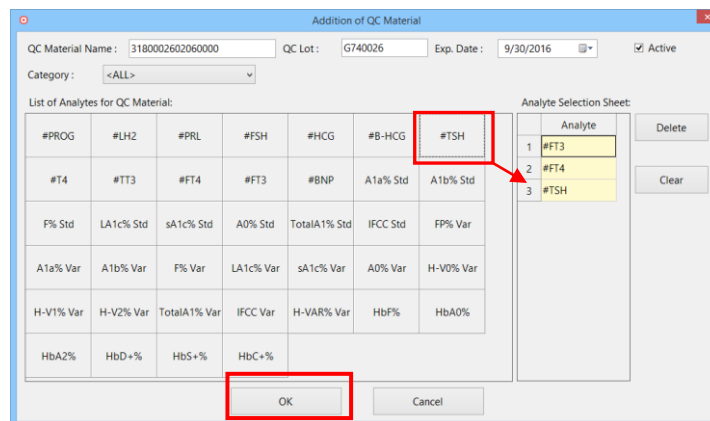 Addition of QC Material
QC Material Name : 3180002602060000 QC Lot : G740026 Exp. Date : 9/30/2016 Active
Category : <ALL>
List of Analytes for QC Material: Analyte Selection Sheet:
#PROG #LH2 #PRL #FSH #HCG #B-HCG #TSH
#T4 #TT3 #FT4 #FT3 #BNP A1a% Std A1b% Std
F% Std LA1c% Std sA1c% Std A0% Std TotalA1% Std IFCC Std FP% Var
A1a% Var A1b% Var F% Var LA1c% Var sA1c% Var A0% Var H-V0% Var
H-V1% Var H-V2% Var TotalA1% Var IFCC Var H-VAR% Var HbF% HbA0%
HbA2% HbD+% HbS+% HbC+%
Analyte
1 #FT3
2 #FT4
3 #TSH
Delete
Clear
OK Cancel